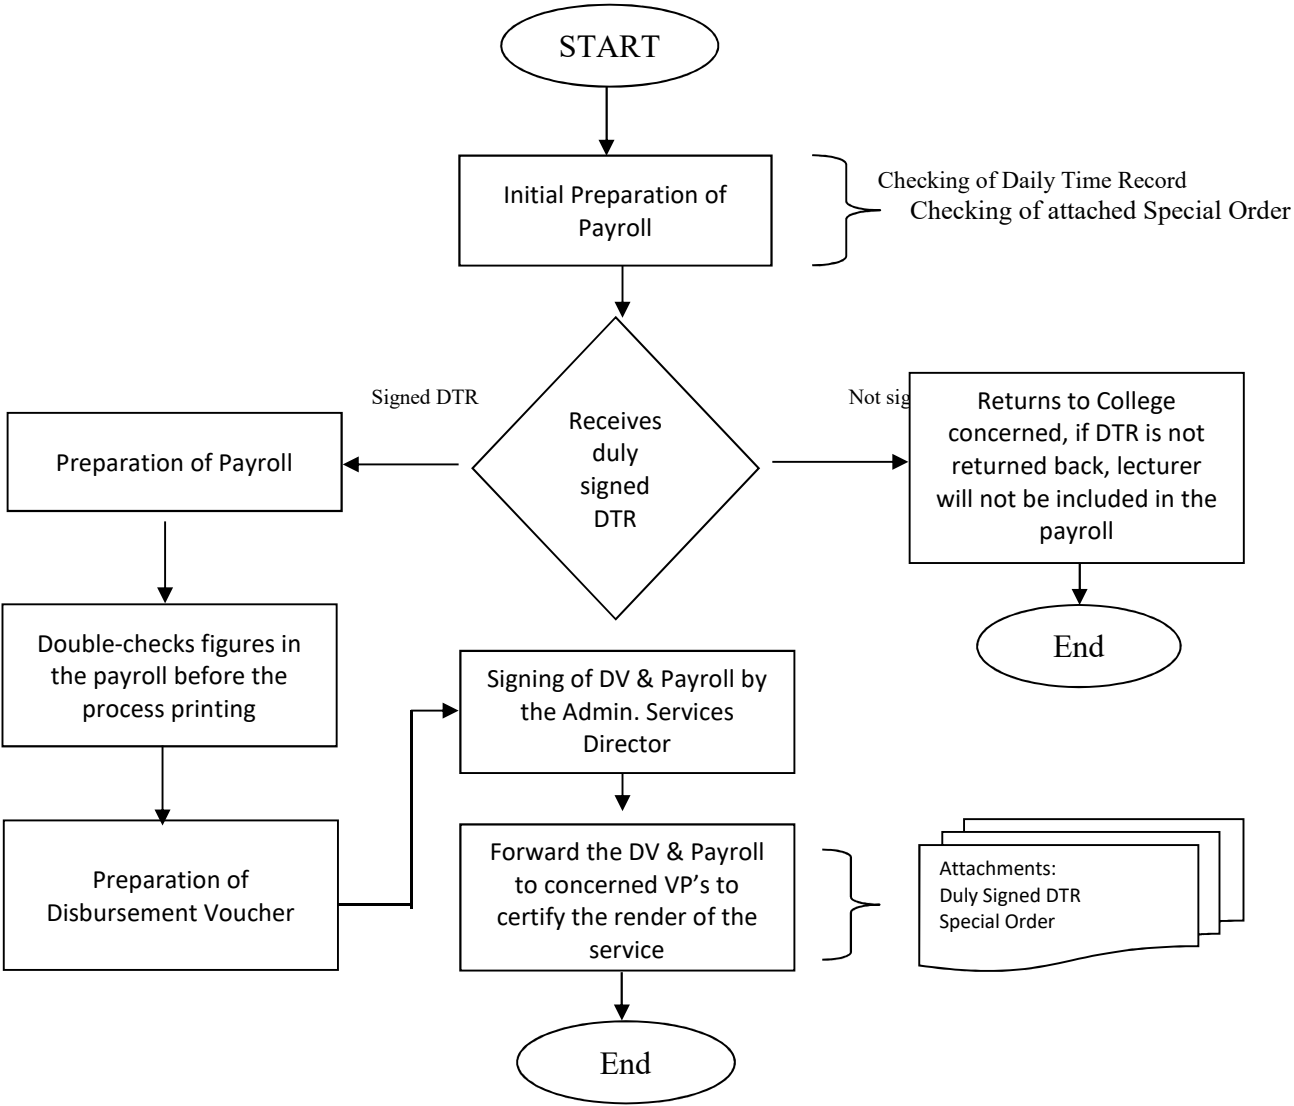 START
Initial Preparation of
Payroll
Checking of Daily Time Record
Checking of attached Special Order
Signed DTR
Receives
duly
signed
DTR
Not
Returns to College
concerned, if DTR is not
returned back, lecturer
will not be included in the
payroll
End
Preparation of Payroll
Double-checks figures in
the payroll before the
process printing
Preparation of
Disbursement Voucher
Signing of DV & Payroll by
the Admin. Services
Director
Forward the DV & Payroll
to concerned VP’s to
certify the render of the
service
Attachments:
Duly Signed DTR
Special Order
End